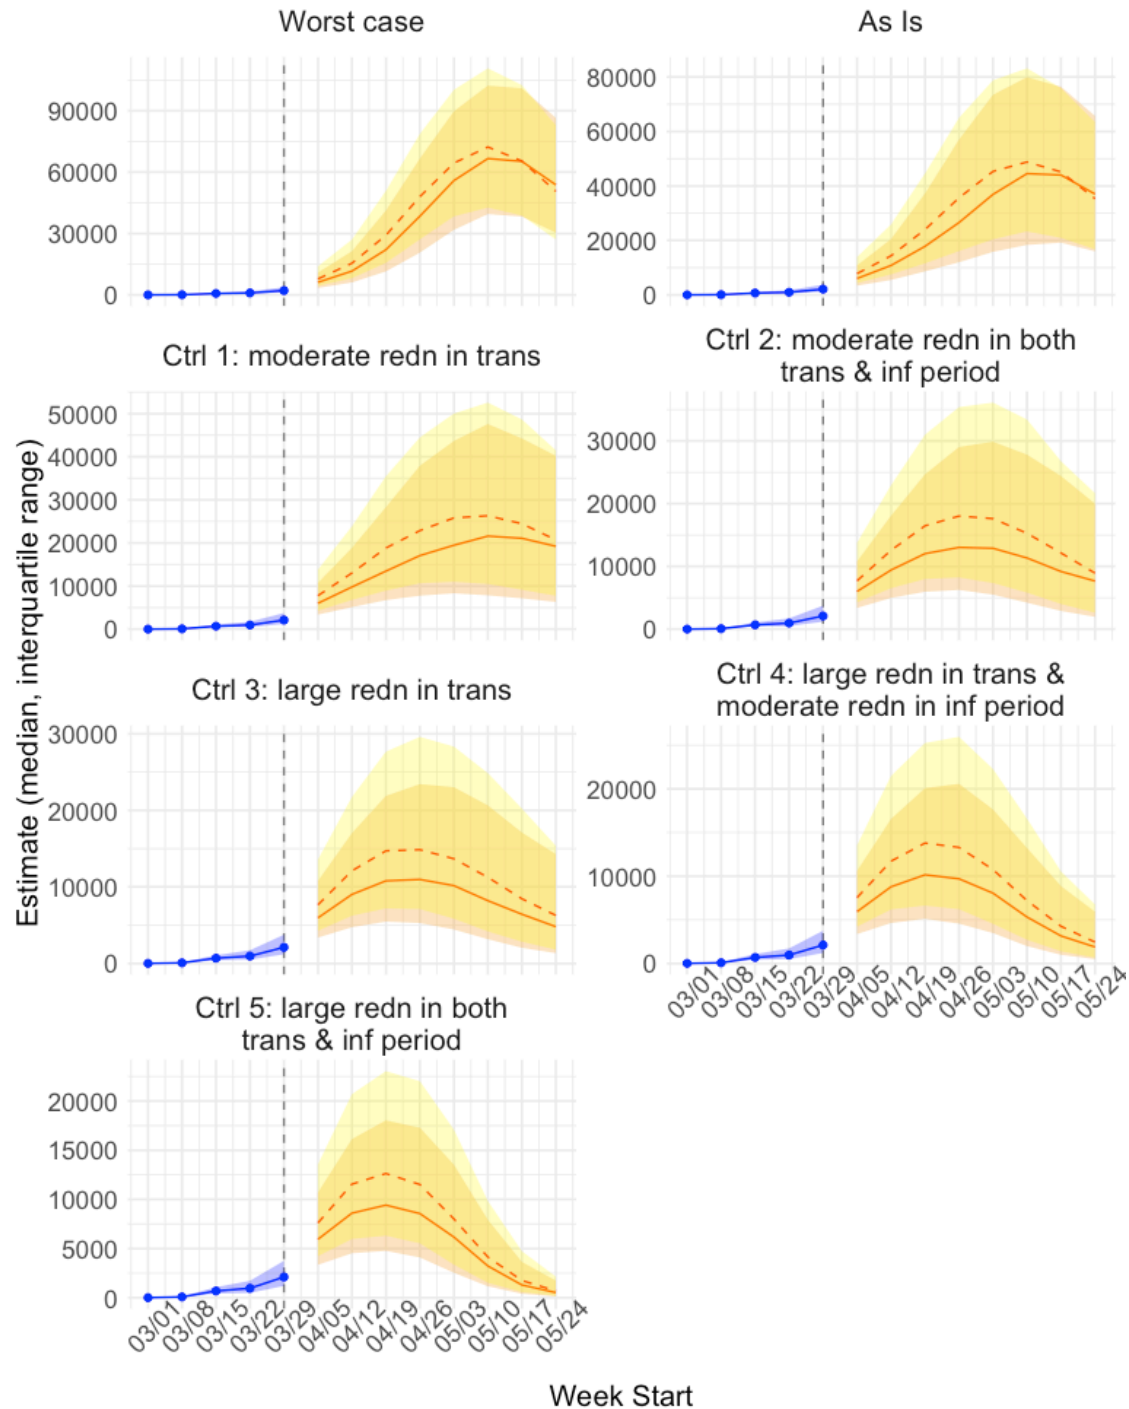 Worst case
As Is
90000
60000
30000
0
80000
60000
40000
20000
0
Ctrl 1: moderate redn in trans
Ctrl 2: moderate redn in both
trans & inf period
50000
40000
30000
20000
10000
0
30000
20000
10000
0
Estimate (median, interquartile range)
Ctrl 3: large redn in trans
Ctrl 4: large redn in trans &
moderate redn in inf period
30000
20000
10000
0
20000
10000
0
03/01 03/08 03/15 03/22 03/29 04/05 04/12 04/19 04/26 05/03 05/10 05/17 05/24
Ctrl 5: large redn in both
trans & inf period
20000
15000
10000
5000
0
03/01 03/08 03/15 03/22 03/29 04/05 04/12 04/19 04/26 05/03 05/10 05/17 05/24
Week Start